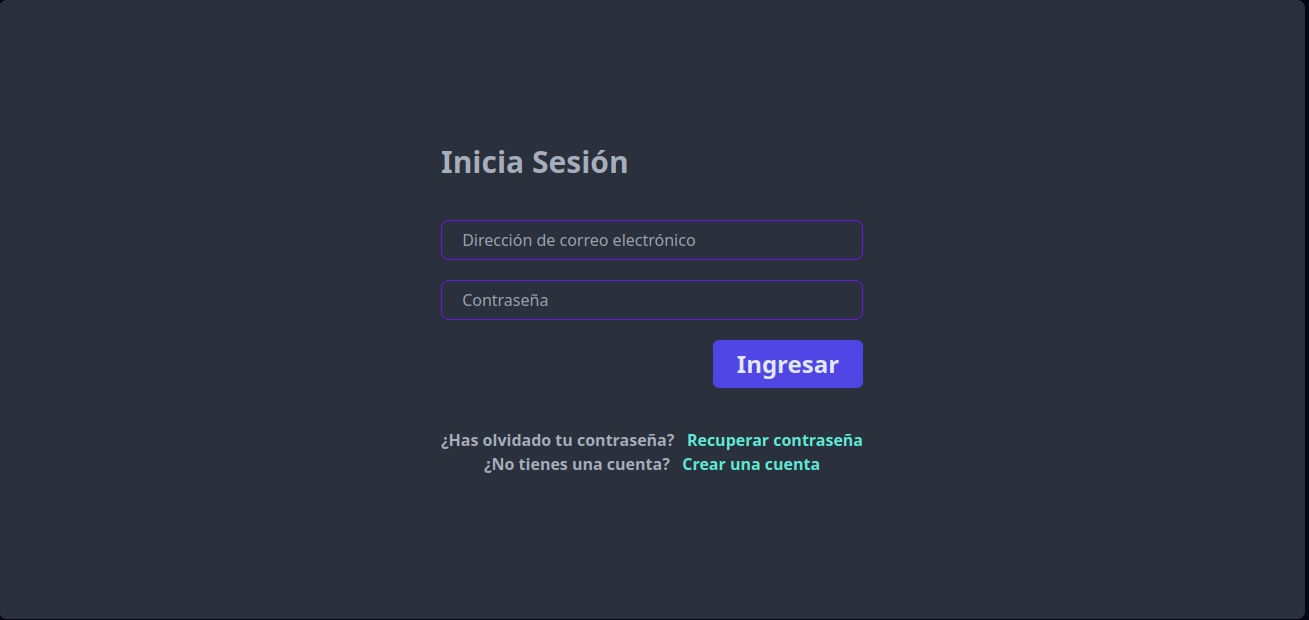 Inicia Sesión
Dirección de correo electrónico
Contraseña
Ingresar
¿Has olvidado tu contraseña? Recuperar contraseña
¿No tienes una cuenta? Crear una cuenta